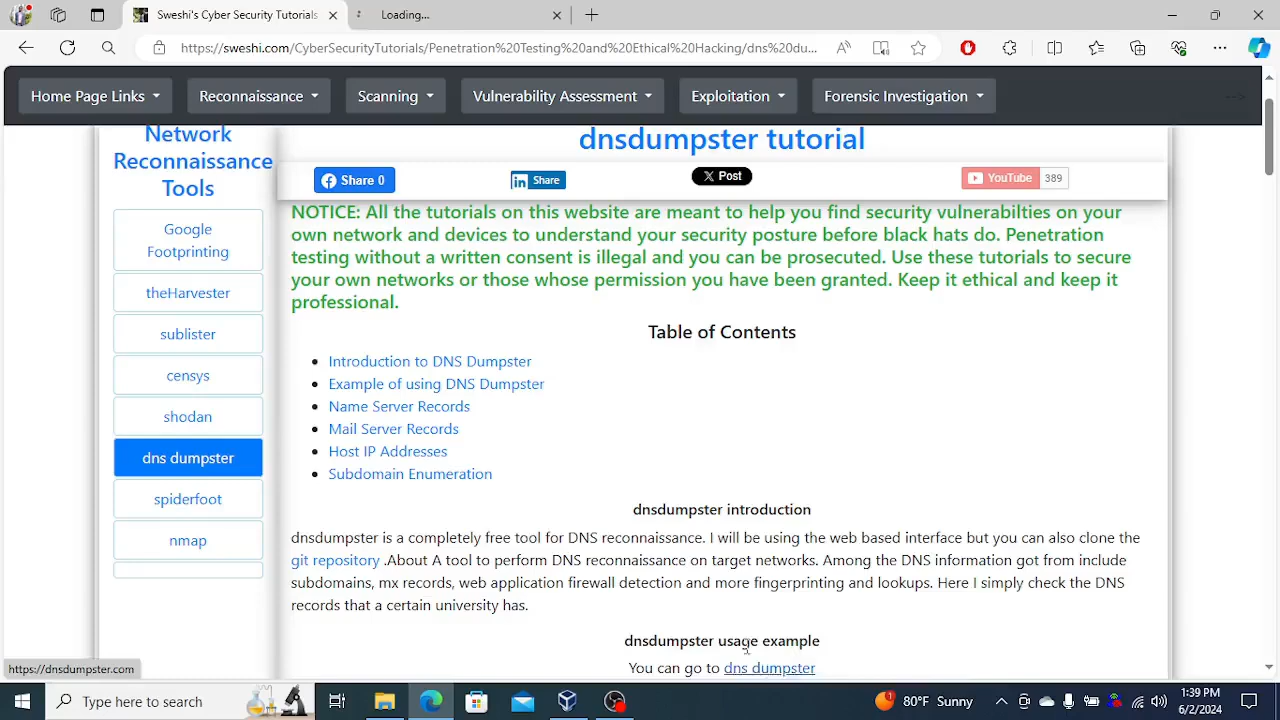 Sweshi's Cyber Security Tutorials
Loading...
https://sweshi.com/CyberSecurityTutorials/Penetration%20Testing%20and%20Ethical%20Hacking/dns%20du...
Home Page Links
Reconnaissance
Scanning
Vulnerability Assessment
Exploitation
Forensic Investigation
-->
Network
Reconnaissance
Tools
Google
Footprinting
theHarvester
sublister
censys
shodan
dns dumpster
spiderfoot
nmap
dnsdumpster tutorial
Share 0
in Share
X Post
YouTube 389
NOTICE: All the tutorials on this website are meant to help you find security vulnerabilties on your
own network and devices to understand your security posture before black hats do. Penetration
testing without a written consent is illegal and you can be prosecuted. Use these tutorials to secure
your own networks or those whose permission you have been granted. Keep it ethical and keep it
professional.
Table of Contents
Introduction to DNS Dumpster
Example of using DNS Dumpster
Name Server Records
Mail Server Records
Host IP Addresses
Subdomain Enumeration
dnsdumpster introduction
dnsdumpster is a completely free tool for DNS reconnaissance. I will be using the web based interface but you can also clone the
git repository .About A tool to perform DNS reconnaissance on target networks. Among the DNS information got from include
subdomains, mx records, web application firewall detection and more fingerprinting and lookups. Here I simply check the DNS
records that a certain university has.
dnsdumpster usage example
You can go to dns dumpster
https://dnsdumpster.com
Type here to search
1
80°F Sunny
1:39 PM
6/2/2024